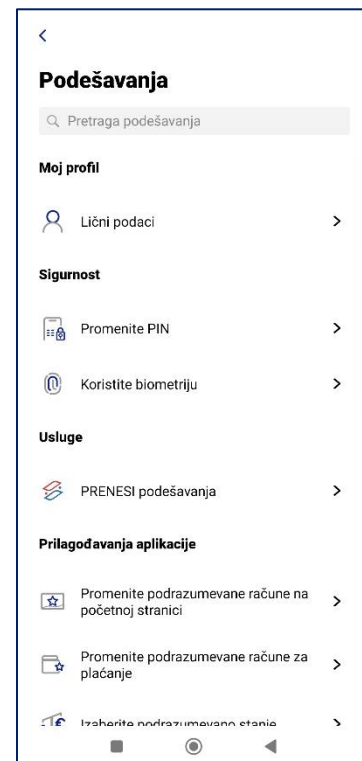 Podešavanja
Pretraga podešavanja
Moj profil
Lični podaci
Sigurnost
Promenite PIN
Koristite biometriju
Usluge
PRENESI podešavanja
Prilagođavanja aplikacije
Promenite podrazumevane račune na
početnoj stranici
Promenite podrazumevane račune za
plaćanje
Izaberite podrazumevano stanje